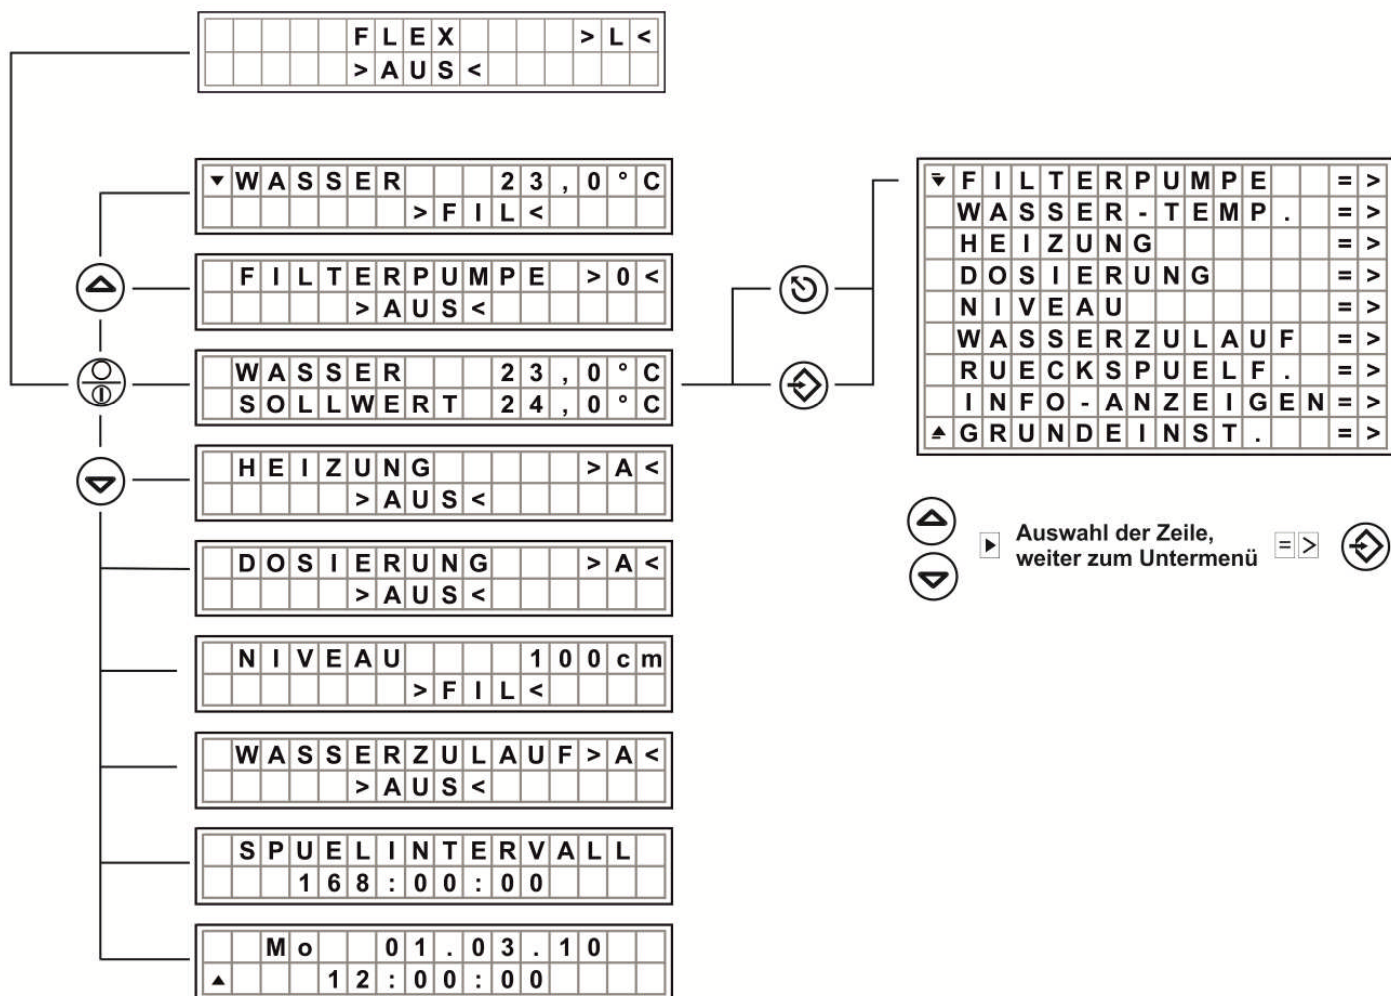 FLEX >L<
>AUS<
▼WASSER 23,0°C
>FIL<
FILTERPUMPE >0<
>AUS<
WASSER 23,0°C
SOLLWERT 24,0°C
HEIZUNG >A<
>AUS<
DOSIERUNG >A<
>AUS<
NIVEAU 100cm
>FIL<
WASSERZULAUF>A<
>AUS<
SPUELINTERVALL
168:00:00
Mo 01.03.10
▲ 12:00:00
FILTERPUMPE =>
WASSER-TEMP. =>
HEIZUNG =>
DOSIERUNG =>
NIVEAU =>
WASSERZULAUF =>
RUECKSPUELF. =>
INFO-ANZEIGEN=>
GRUNDEINST. =>
Auswahl der Zeile,
weiter zum Untermenü =>